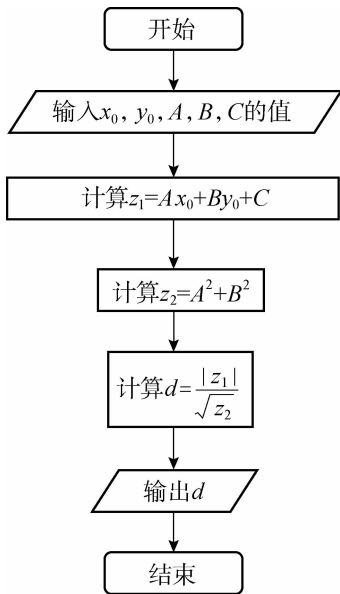 开始
输入x₀, y₀, A, B, C的值
计算z₁=Ax₀+By₀+C
计算z₂=A²+B²
计算d=|z₁|/√z₂
输出d
结束